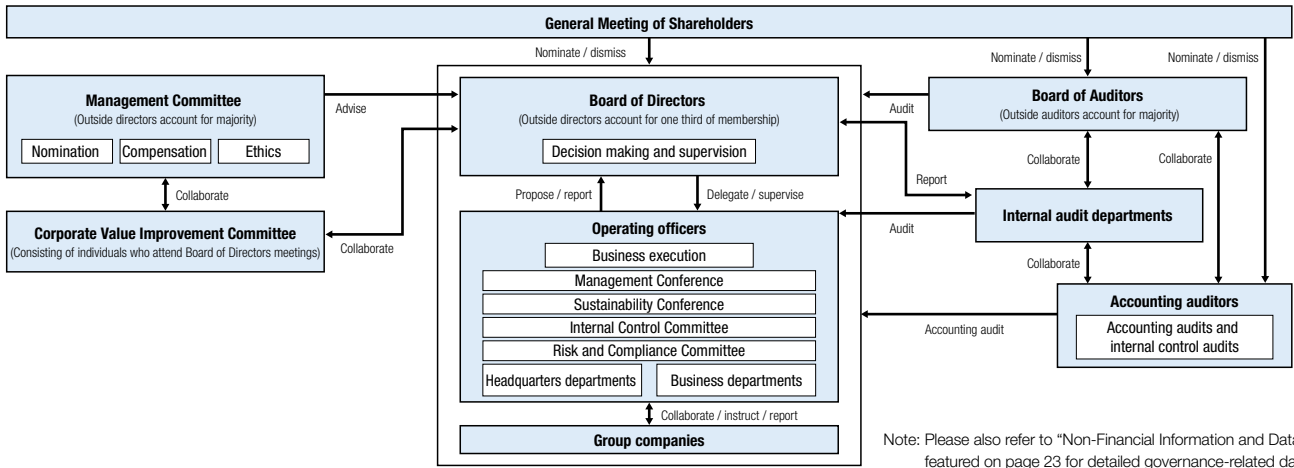 General Meeting of Shareholders
Nominate / dismiss
Nominate / dismiss
Nominate / dismiss
Management Committee
(Outside directors account for majority)
Nomination
Compensation
Ethics
Advise
Board of Directors
(Outside directors account for one third of membership)
Decision making and supervision
Audit
Board of Auditors
(Outside auditors account for majority)
Collaborate
Collaborate
Collaborate
Propose / report
Delegate / supervise
Report
Corporate Value Improvement Committee
(Consisting of individuals who attend Board of Directors meetings)
Collaborate
Operating officers
Business execution
Management Conference
Sustainability Conference
Internal Control Committee
Risk and Compliance Committee
Headquarters departments
Business departments
Audit
Internal audit departments
Collaborate
Accounting audit
Accounting auditors
Accounting audits and
internal control audits
Collaborate / instruct / report
Group companies
Note: Please also refer to “Non-Financial Information and Data
featured on page 23 for detailed governance-related